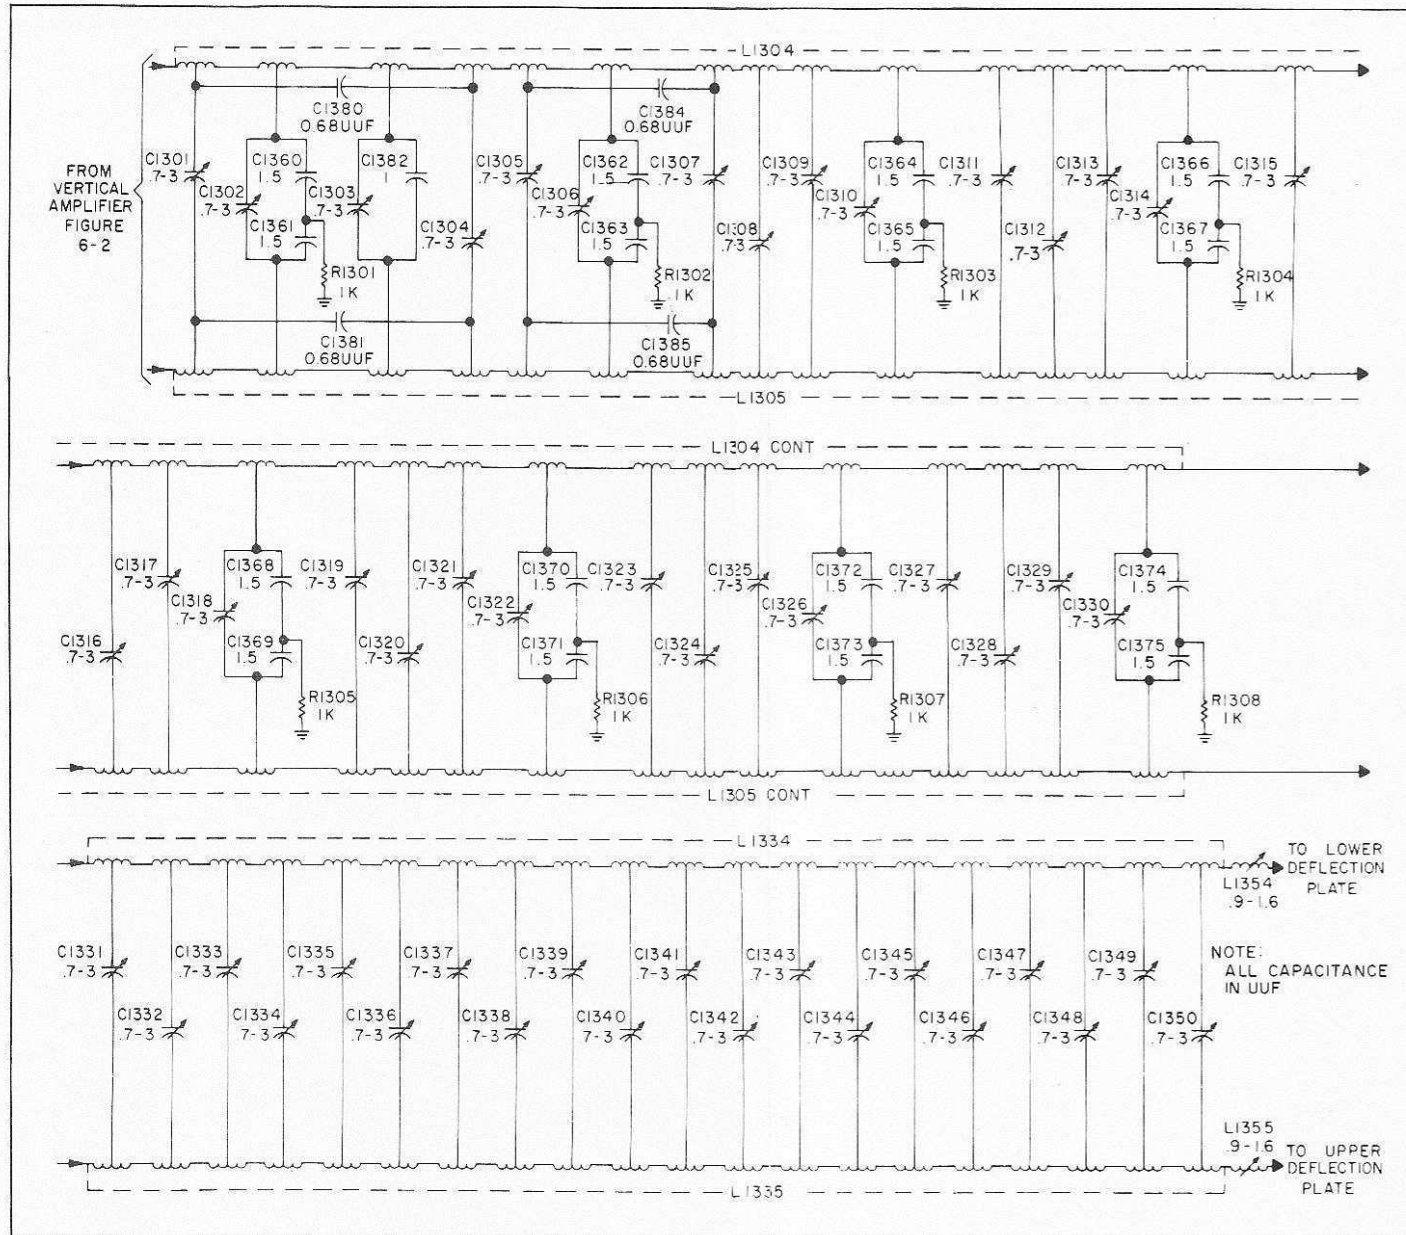 L1304
FROM
VERTICAL
AMPLIFIER
FIGURE
6-2
C1380
0.68UUF
C1384
0.68UUF
C1301
.7-3
C1302
.7-3
C1360
1.5
C1361
1.5
C1303
.7-3
C1382
1
C1304
.7-3
C1305
.7-3
C1306
.7-3
C1362
1.5
C1363
1.5
C1307
.7-3
C1308
.7-3
C1309
.7-3
C1310
.7-3
C1364
1.5
C1365
1.5
C1311
.7-3
C1312
.7-3
C1313
.7-3
C1314
.7-3
C1366
1.5
C1367
1.5
C1315
.7-3
R1301
1K
R1302
1K
R1303
1K
R1304
1K
C1381
0.68UUF
C1385
0.68UUF
L1305
L1304 CONT
C1316
.7-3
C1317
.7-3
C1318
.7-3
C1368
1.5
C1369
1.5
C1319
.7-3
C1320
.7-3
C1321
.7-3
C1322
.7-3
C1370
1.5
C1371
1.5
C1323
.7-3
C1324
.7-3
C1325
.7-3
C1326
.7-3
C1372
1.5
C1373
1.5
C1327
.7-3
C1328
.7-3
C1329
.7-3
C1330
.7-3
C1374
1.5
C1375
1.5
R1305
1K
R1306
1K
R1307
1K
R1308
1K
L1305 CONT
L1334
TO LOWER
DEFLECTION
PLATE
L1354
.9-1.6
C1331
.7-3
C1333
.7-3
C1335
.7-3
C1337
.7-3
C1339
.7-3
C1341
.7-3
C1343
.7-3
C1345
.7-3
C1347
.7-3
C1349
.7-3
NOTE:
ALL CAPACITANCE
IN UUF
C1332
.7-3
C1334
.7-3
C1336
.7-3
C1338
.7-3
C1340
.7-3
C1342
.7-3
C1344
.7-3
C1346
.7-3
C1348
.7-3
C1350
.7-3
L1355
.9-1.6
TO UPPER
DEFLECTION
PLATE
L1335